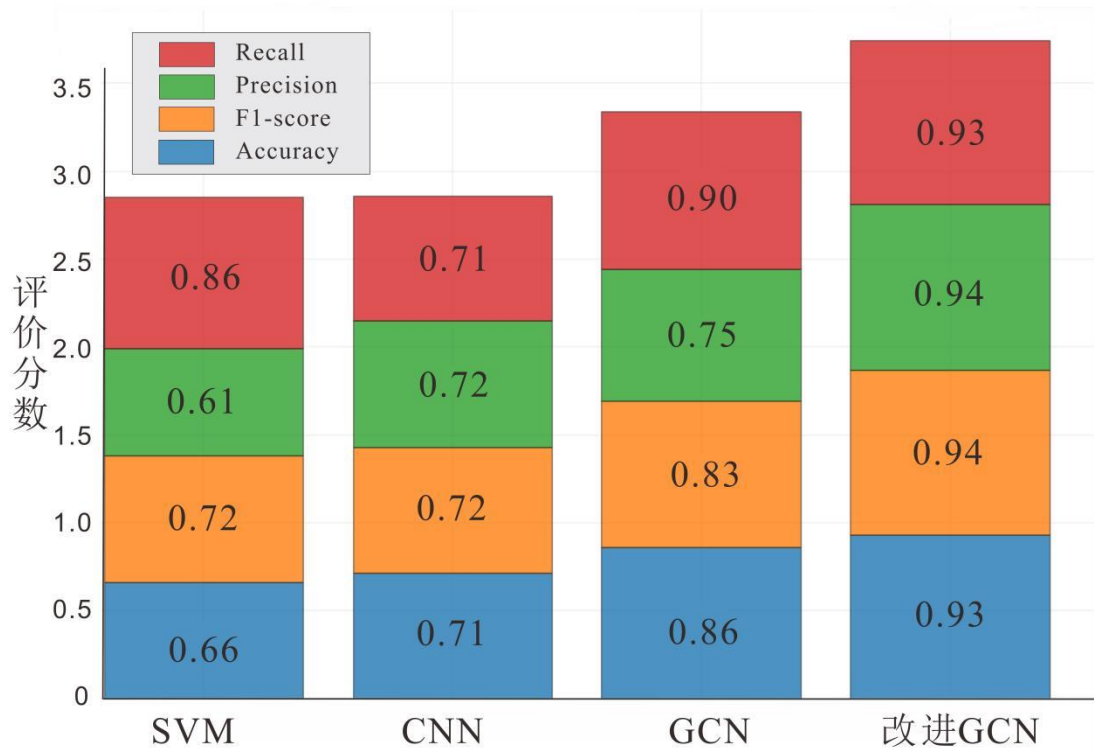 Recall
Precision
F1-score
Accuracy
评价分数
3.5
3.0
2.5
2.0
1.5
1.0
0.5
0
0.86
0.61
0.72
0.66
0.71
0.72
0.72
0.71
0.90
0.75
0.83
0.86
0.93
0.94
0.94
0.93
SVM
CNN
GCN
改进GCN